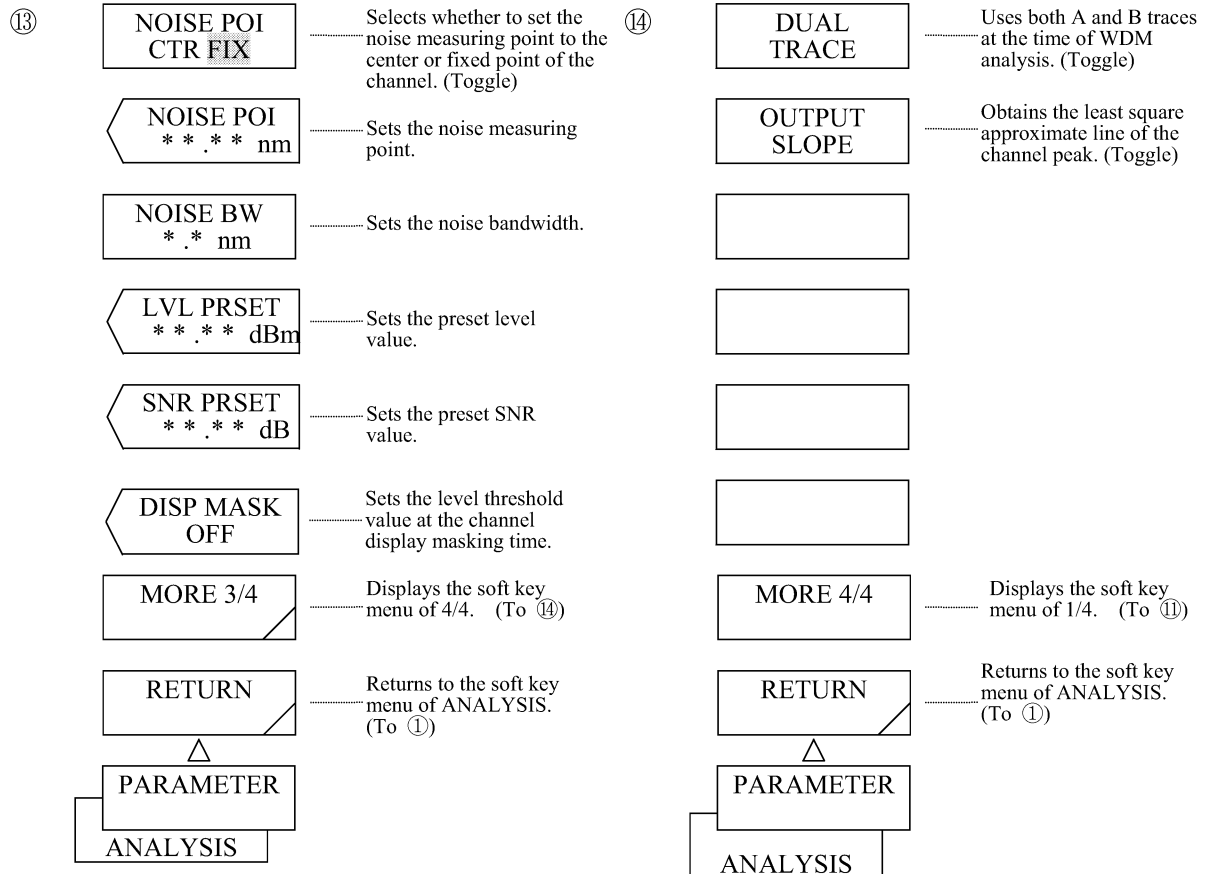 ⑬
NOISE POI
CTR FIX
Selects whether to set the
noise measuring point to the
center or fixed point of the
channel. (Toggle)
NOISE POI
**.** nm
Sets the noise measuring
point.
NOISE BW
*.* nm
Sets the noise bandwidth.
LVL PRSET
**.** dBm
Sets the preset level
value.
SNR PRSET
**.** dB
Sets the preset SNR
value.
DISP MASK
OFF
Sets the level threshold
value at the channel
display masking time.
MORE 3/4
Displays the soft key
menu of 4/4. (To ⑭)
RETURN
Returns to the soft key
menu of ANALYSIS.
(To ①)
PARAMETER
ANALYSIS
⑭
DUAL
TRACE
Uses both A and B traces
at the time of WDM
analysis. (Toggle)
OUTPUT
SLOPE
Obtains the least square
approximate line of the
channel peak. (Toggle)
MORE 4/4
Displays the soft key
menu of 1/4. (To ⑪)
RETURN
Returns to the soft key
menu of ANALYSIS.
(To ①)
PARAMETER
ANALYSIS